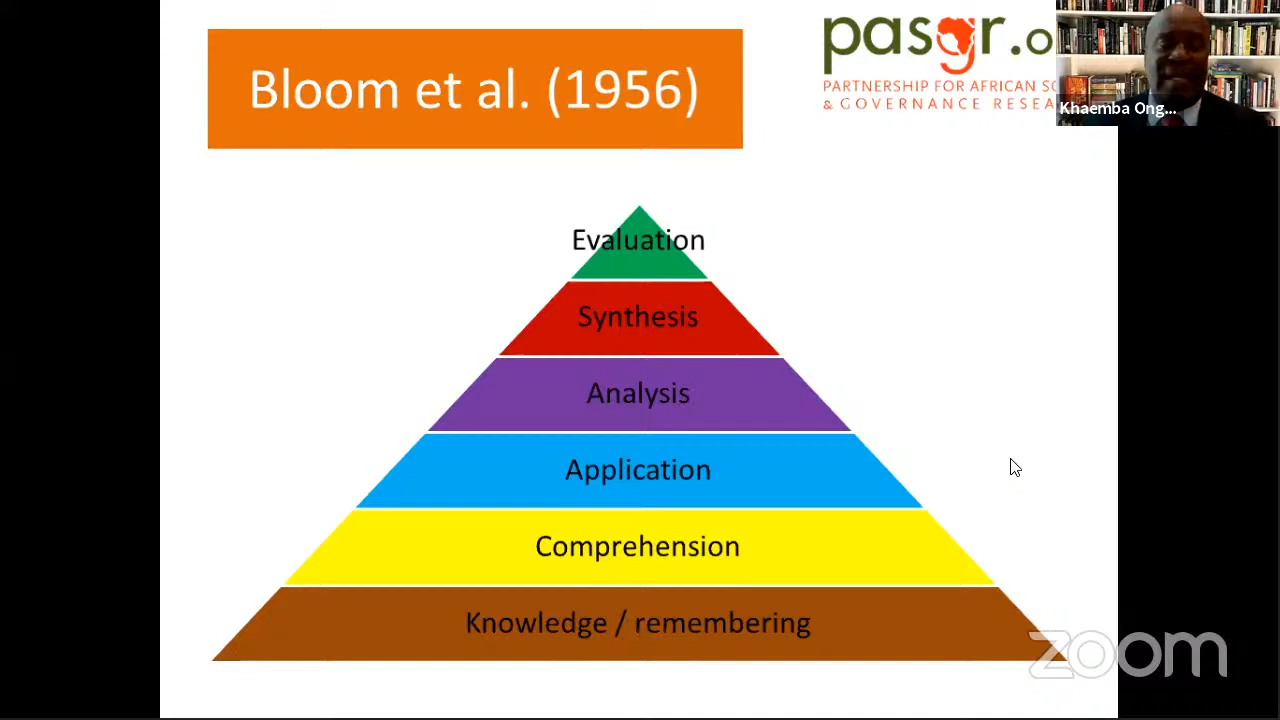 Bloom et al. (1956)
pasgr.o
PARTNERSHIP FOR AFRICAN SO
& GOVERNANCE RESEA
Khaemba Ong...
Evaluation
Synthesis
Analysis
Application
Comprehension
Knowledge / remembering
zoom